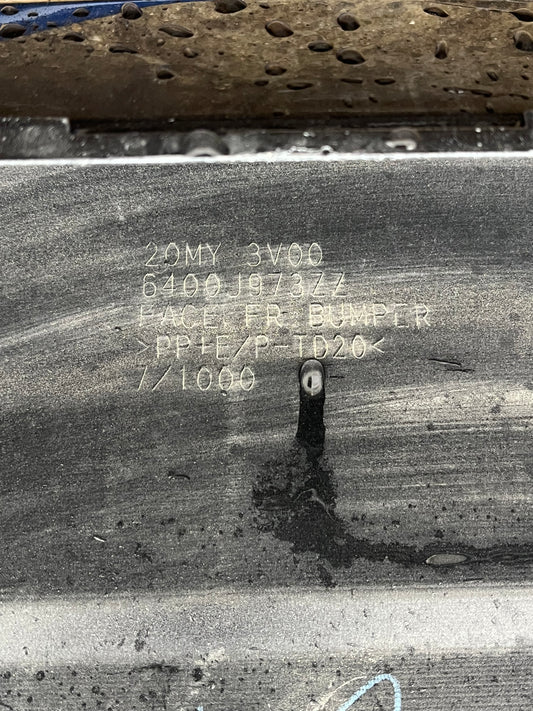 20MY 3V00
6400J973ZZ
FACE FR BUMPER
>PP+E/P-TD20<
7/1000